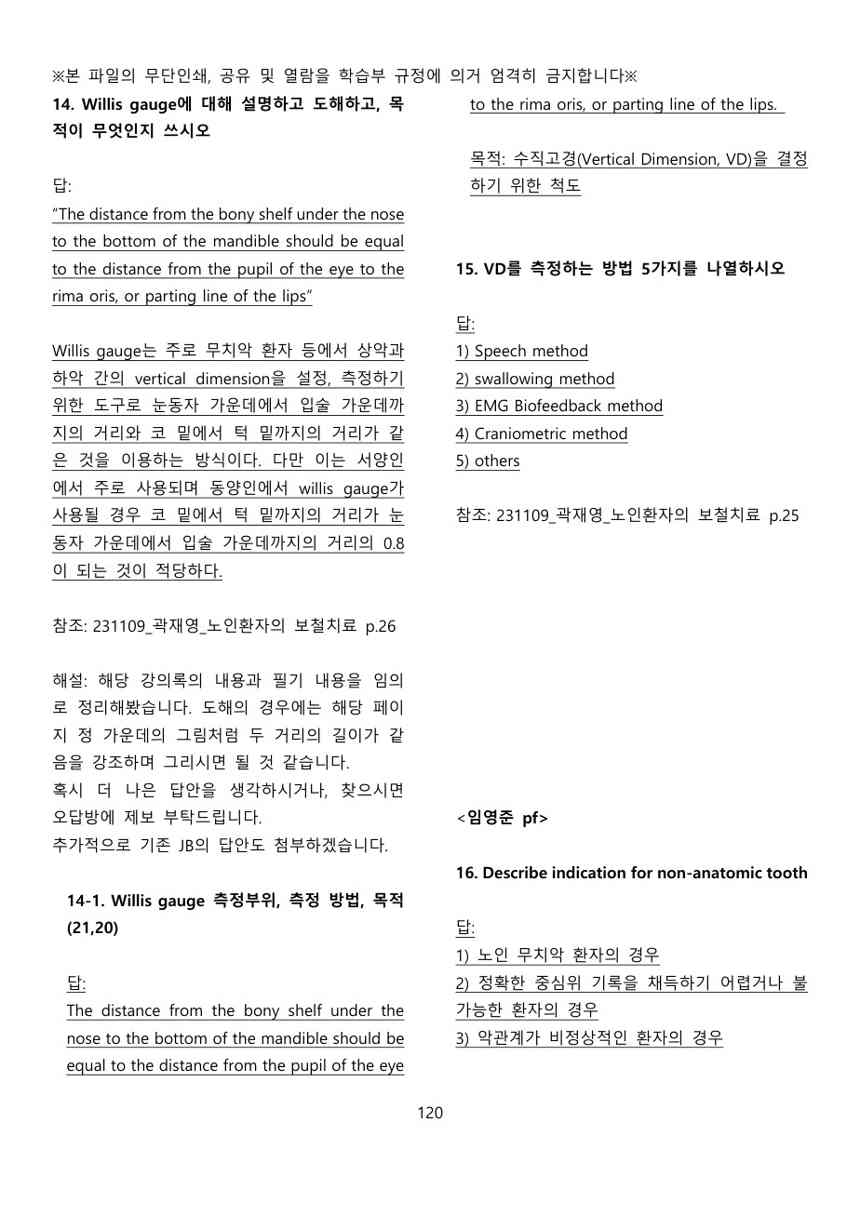 ※본 파일의 무단인쇄, 공유 및 열람을 학습부 규정에 의거 엄격히 금지합니다※
14. Willis gauge에 대해 설명하고 도해하고, 목
적이 무엇인지 쓰시오
답:
“The distance from the bony shelf under the nose
to the bottom of the mandible should be equal
to the distance from the pupil of the eye to the
rima oris, or parting line of the lips”
Willis gauge는 주로 무치악 환자 등에서 상악과
하악 간의 vertical dimension을 설정, 측정하기
위한 도구로 눈동자 가운데에서 입술 가운데까
지의 거리와 코 밑에서 턱 밑까지의 거리가 같
은 것을 이용하는 방식이다. 다만 이는 서양인
에서 주로 사용되며 동양인에서 willis gauge가
사용될 경우 코 밑에서 턱 밑까지의 거리가 눈
동자 가운데에서 입술 가운데까지의 거리의 0.8
이 되는 것이 적당하다.
참조: 231109_곽재영_노인환자의 보철치료 p.26
해설: 해당 강의록의 내용과 필기 내용을 임의
로 정리해봤습니다. 도해의 경우에는 해당 페이
지 정 가운데의 그림처럼 두 거리의 길이가 같
음을 강조하며 그리시면 될 것 같습니다.
혹시 더 나은 답안을 생각하시거나, 찾으시면
오답방에 제보 부탁드립니다.
추가적으로 기존 JB의 답안도 첨부하겠습니다.
14-1. Willis gauge 측정부위, 측정 방법, 목적
(21,20)
답:
The distance from the bony shelf under the
nose to the bottom of the mandible should be
equal to the distance from the pupil of the eye
to the rima oris, or parting line of the lips.
목적: 수직고경(Vertical Dimension, VD)을 결정
하기 위한 척도
15. VD를 측정하는 방법 5가지를 나열하시오
답:
1) Speech method
2) swallowing method
3) EMG Biofeedback method
4) Craniometric method
5) others
참조: 231109_곽재영_노인환자의 보철치료 p.25
<임영준 pf>
16. Describe indication for non-anatomic tooth
답:
1) 노인 무치악 환자의 경우
2) 정확한 중심위 기록을 채득하기 어렵거나 불
가능한 환자의 경우
3) 악관계가 비정상적인 환자의 경우
120